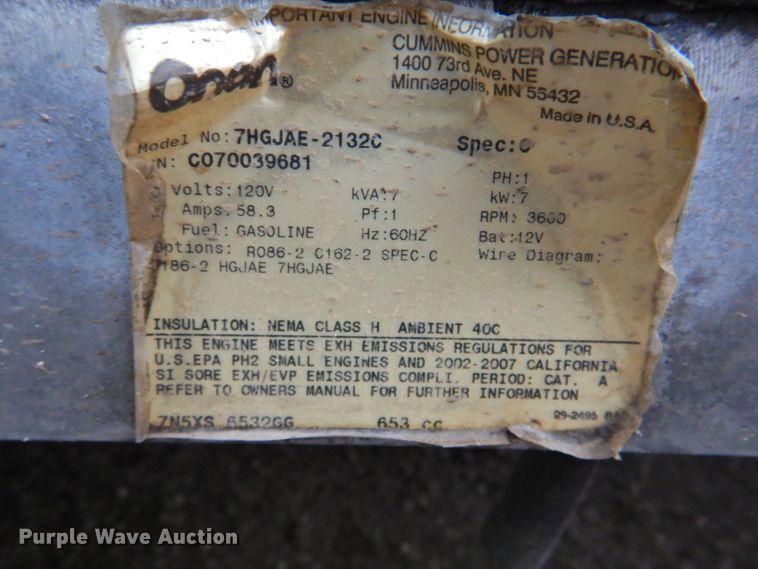 IMPORTANT ENGINE INFORMATION
Onan®
CUMMINS POWER GENERATION
1400 73rd Ave. NE
Minneapolis, MN 55432
Made in U.S.A.
Model No: 7HGJAE-2132C Spec: C
N: C070039681
PH:1
Volts: 120V kVA:7 kW:7
Amps. 58.3 Pf:1 RPM: 3600
Fuel: GASOLINE Hz:60HZ Bat:12V
Options: R086-2 C162-2 SPEC-C Wire Diagram:
186-2 HGJAE 7HGJAE
INSULATION: NEMA CLASS H AMBIENT 40C
THIS ENGINE MEETS EXH EMISSIONS REGULATIONS FOR
U.S.EPA PH2 SMALL ENGINES AND 2002-2007 CALIFORNIA
SI SORE EXH/EVP EMISSIONS COMPLI. PERIOD: CAT. A
REFER TO OWNERS MANUAL FOR FURTHER INFORMATION
99-2495
7N5XS 6532GG 653 cc
Purple Wave Auction